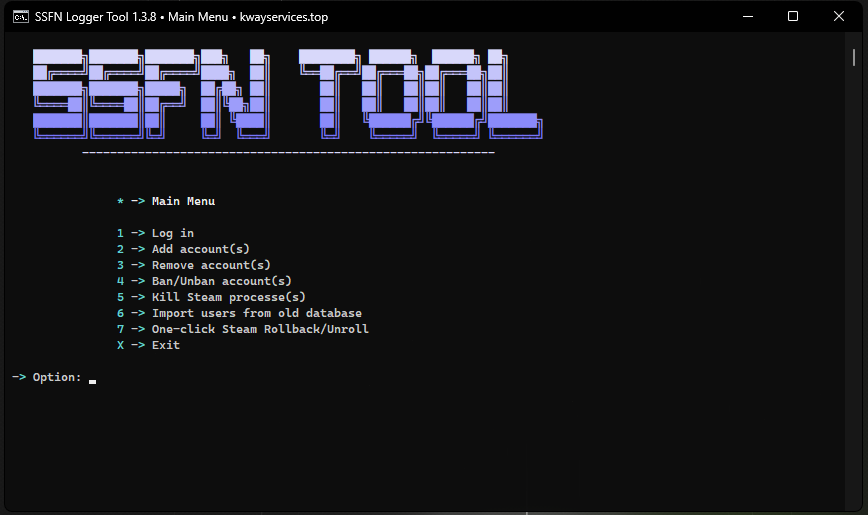 SSFN Logger Tool 1.3.8 • Main Menu • kwayservices.top
SSFN TOOL
* -> Main Menu
1 -> Log in
2 -> Add account(s)
3 -> Remove account(s)
4 -> Ban/Unban account(s)
5 -> Kill Steam processe(s)
6 -> Import users from old database
7 -> One-click Steam Rollback/Unroll
X -> Exit
-> Option: